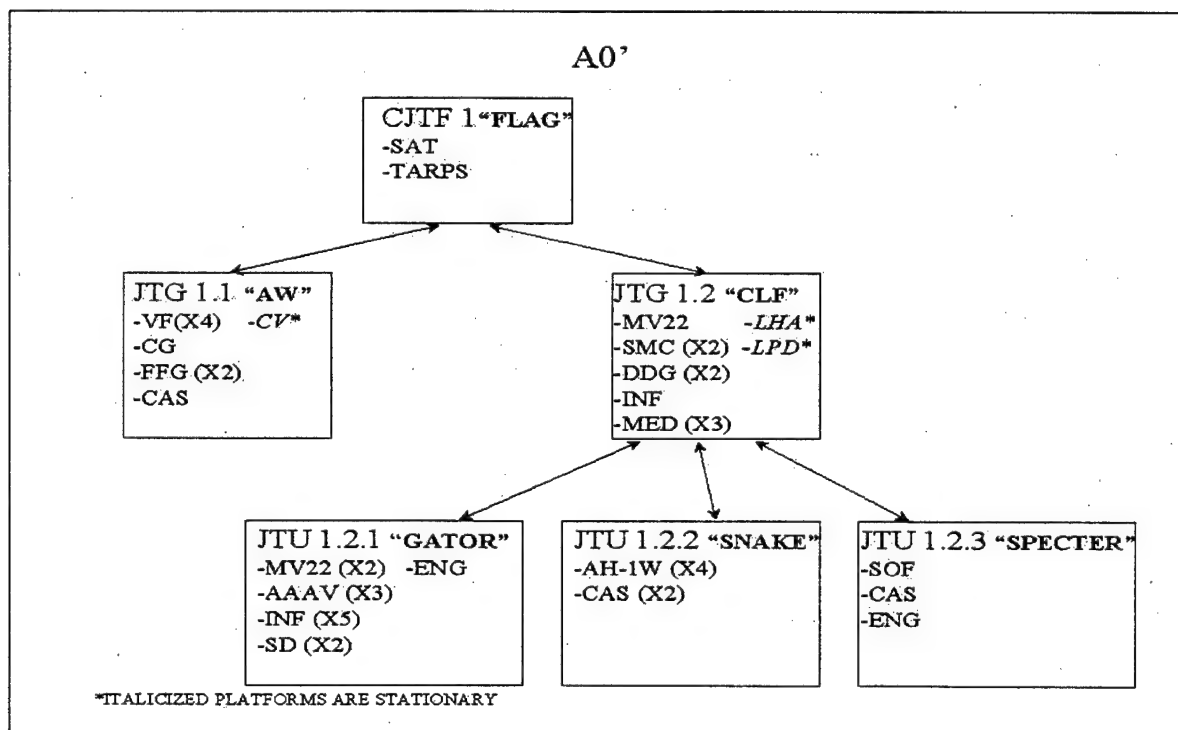 A0’
CJTF 1 “FLAG”
-SAT
-TARPS
JTG 1.1 “AW”
-VF(X4) -CV*
-CG
-FFG (X2)
-CAS
JTG 1.2 “CLF”
-MV22 -LHA*
-SMC (X2) -LPD*
-DDG (X2)
-INF
-MED (X3)
JTU 1.2.1 “GATOR”
-MV22 (X2) -ENG
-AAAV (X3)
-INF (X5)
-SD (X2)
JTU 1.2.2 “SNAKE”
-AH-1W (X4)
-CAS (X2)
JTU 1.2.3 “SPECTER”
-SOF
-CAS
-ENG
*ITALICIZED PLATFORMS ARE STATIONARY